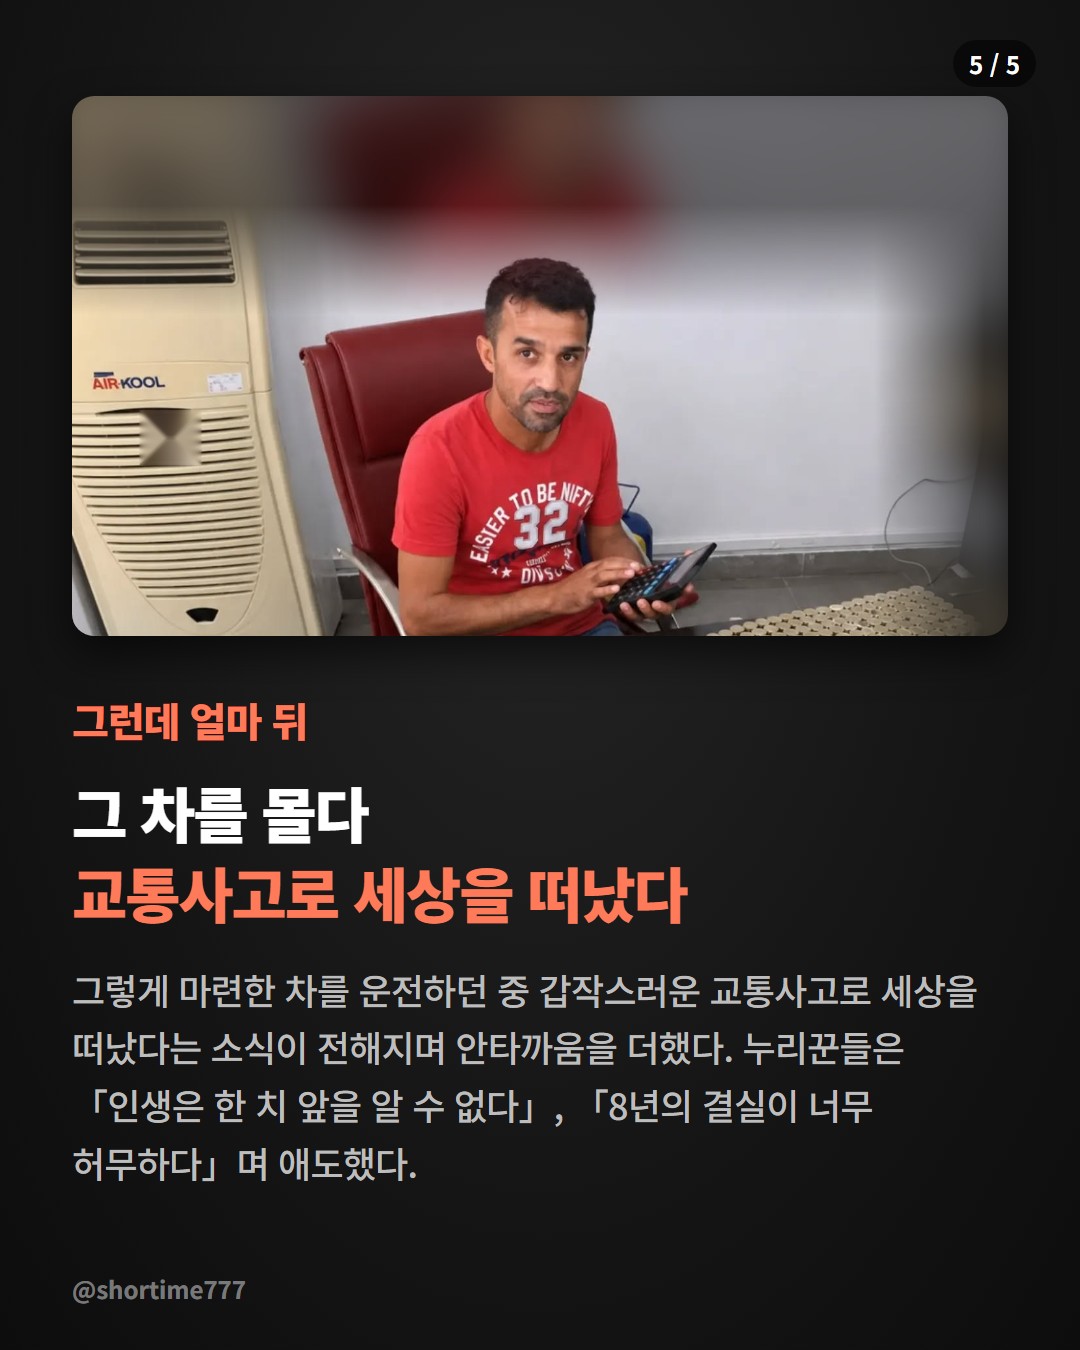 5 / 5
AIR-KOOL
EASIER TO BE NIFTY
32
그런데 얼마 뒤
그 차를 몰다
교통사고로 세상을 떠났다
그렇게 마련한 차를 운전하던 중 갑작스러운 교통사고로 세상을
떠났다는 소식이 전해지며 안타까움을 더했다. 누리꾼들은
「인생은 한 치 앞을 알 수 없다」, 「8년의 결실이 너무
허무하다」며 애도했다.
@shortime777